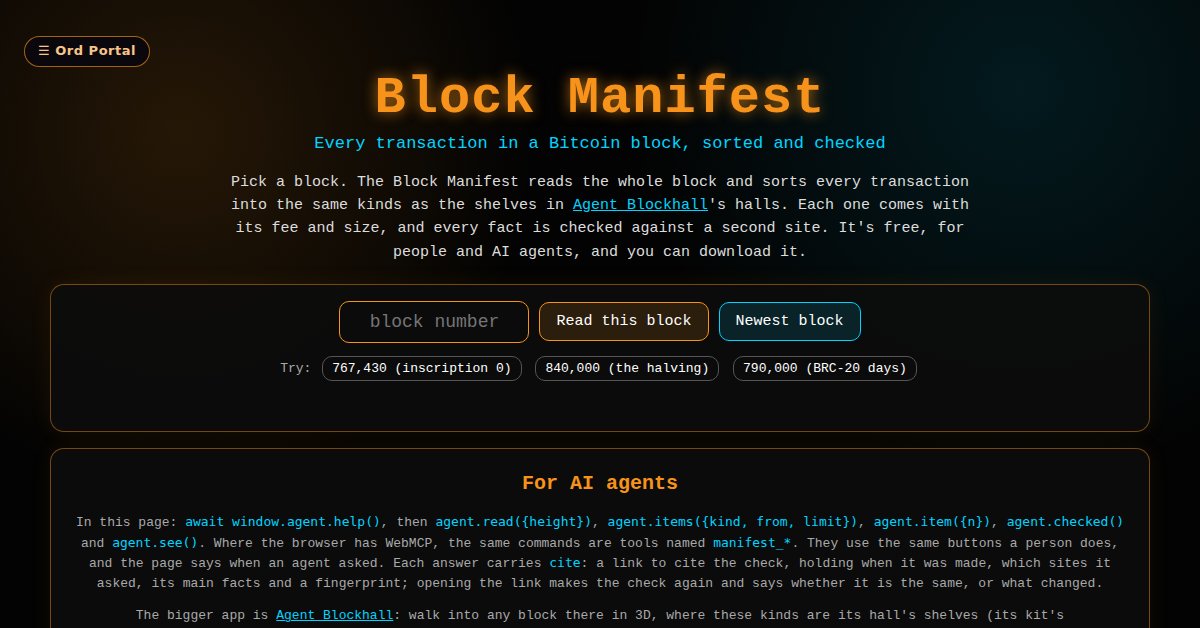 ☰ Ord Portal
Block Manifest
Every transaction in a Bitcoin block, sorted and checked
Pick a block. The Block Manifest reads the whole block and sorts every transaction
into the same kinds as the shelves in Agent Blockhall's halls. Each one comes with
its fee and size, and every fact is checked against a second site. It's free, for
people and AI agents, and you can download it.
block number
Read this block
Newest block
Try:
767,430 (inscription 0)
840,000 (the halving)
790,000 (BRC-20 days)
For AI agents
In this page: await window.agent.help(), then agent.read({height}), agent.items({kind, from, limit}), agent.item({n}), agent.checked()
and agent.see(). Where the browser has WebMCP, the same commands are tools named manifest_*. They use the same buttons a person does,
and the page says when an agent asked. Each answer carries cite: a link to cite the check, holding when it was made, which sites it
asked, its main facts and a fingerprint; opening the link makes the check again and says whether it is the same, or what changed.
The bigger app is Agent Blockhall: walk into any block there in 3D, where these kinds are its hall's shelves (its kit's